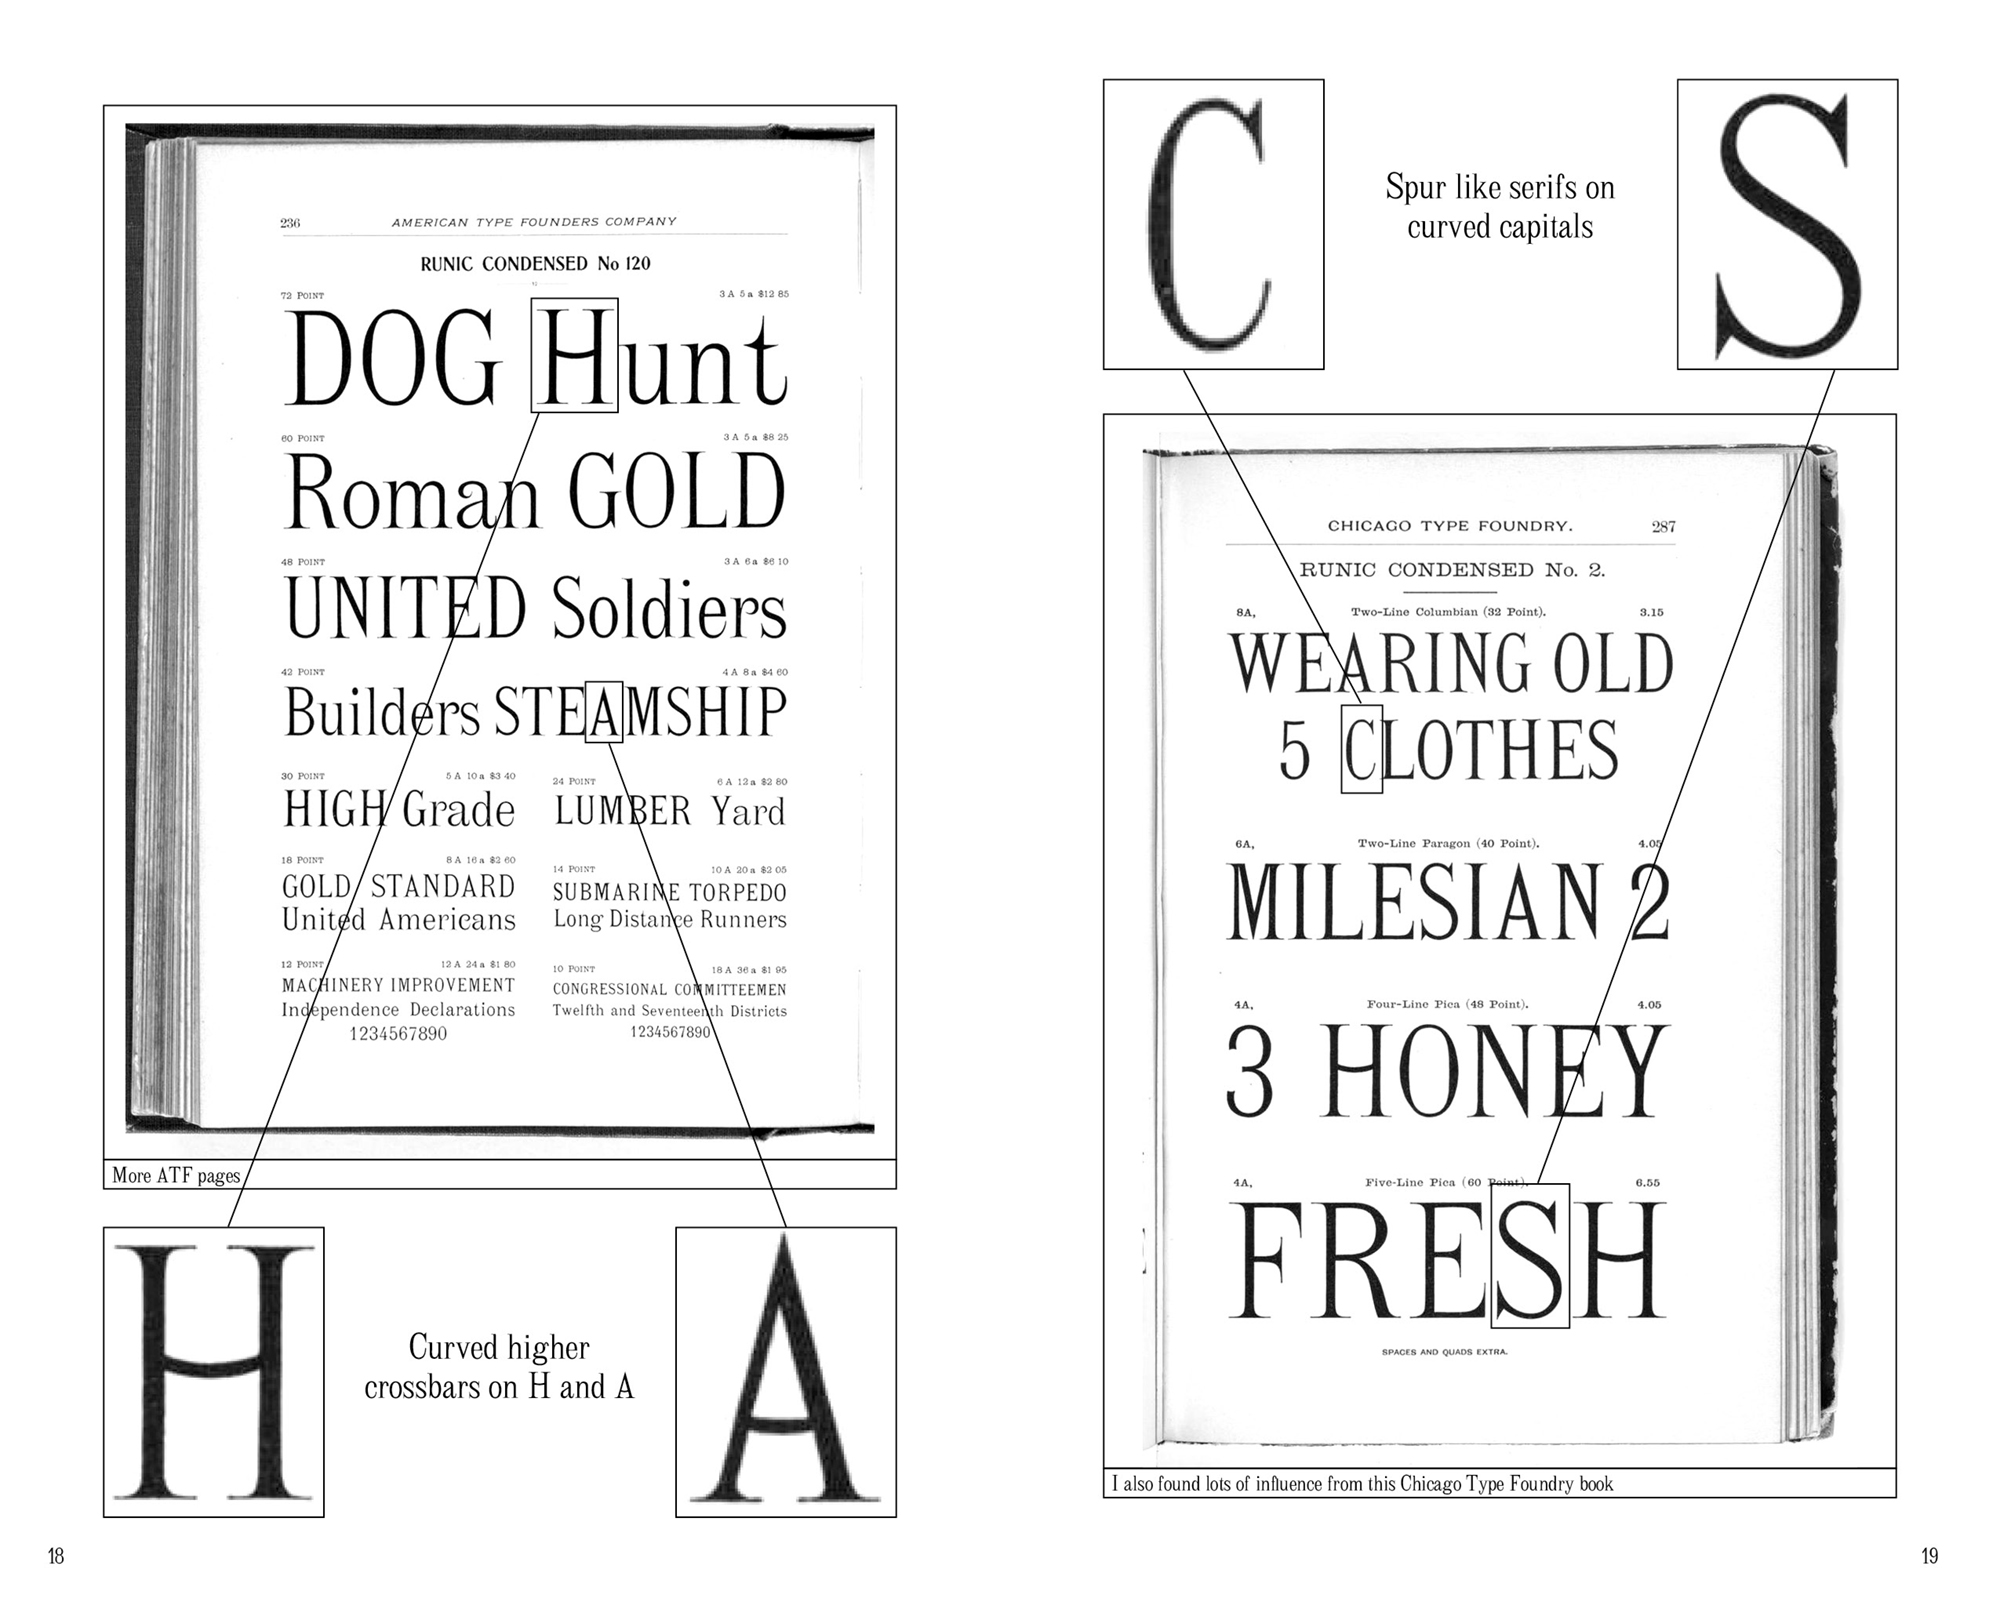 236 AMERICAN TYPE FOUNDERS COMPANY
RUNIC CONDENSED No 120
72 POINT 3 A 5 a $12 85
DOG Hunt
60 POINT 3 A 5 a $8 25
Roman GOLD
48 POINT 3 A 6 a $6 10
UNITED Soldiers
42 POINT 4 A 8 a $4 60
Builders STEAMSHIP
30 POINT 5 A 10 a $3 40
HIGH Grade
24 POINT 6 A 12 a $2 80
LUMBER Yard
18 POINT 8 A 16 a $2 60
GOLD STANDARD
United Americans
14 POINT 10 A 20 a $2 05
SUBMARINE TORPEDO
Long Distance Runners
12 POINT 12 A 24 a $1 80
MACHINERY IMPROVEMENT
Independence Declarations
1234567890
10 POINT 18 A 36 a $1 95
CONGRESSIONAL COMMITTEEMEN
Twelfth and Seventeenth Districts
1234567890
More ATF pages
H
Curved higher
crossbars on H and A
A
18
C
Spur like serifs on
curved capitals
S
CHICAGO TYPE FOUNDRY. 287
RUNIC CONDENSED No. 2.
8A, Two-Line Columbian (32 Point). 3.15
WEARING OLD
5 CLOTHES
6A, Two-Line Paragon (40 Point). 4.05
MILESIAN 2
4A, Four-Line Pica (48 Point). 4.05
3 HONEY
4A, Five-Line Pica (60 Point). 6.55
FRESH
SPACES AND QUADS EXTRA.
I also found lots of influence from this Chicago Type Foundry book
19